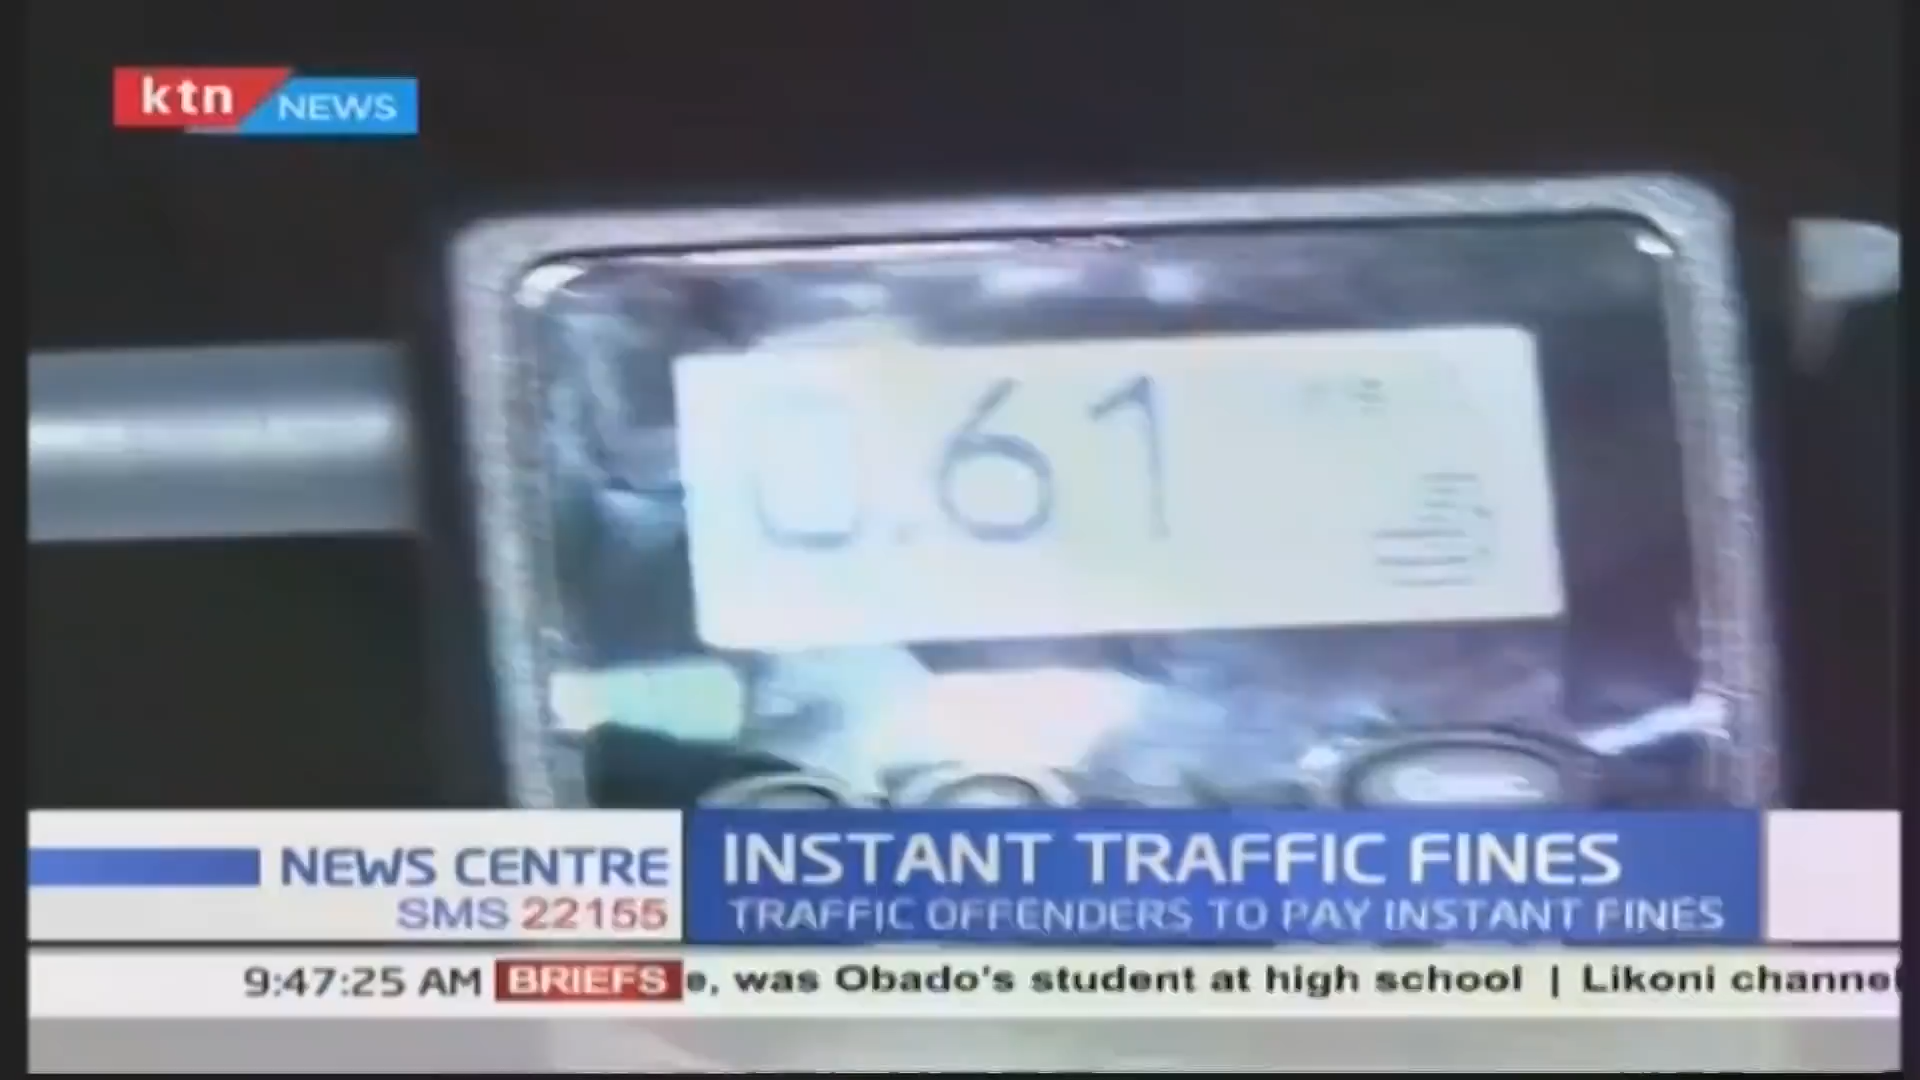 ktn NEWS
0.61
NEWS CENTRE
SMS 22155
INSTANT TRAFFIC FINES
TRAFFIC OFFENDERS TO PAY INSTANT FINES
9:47:25 AM BRIEFS e, was Obado's student at high school | Likoni channel